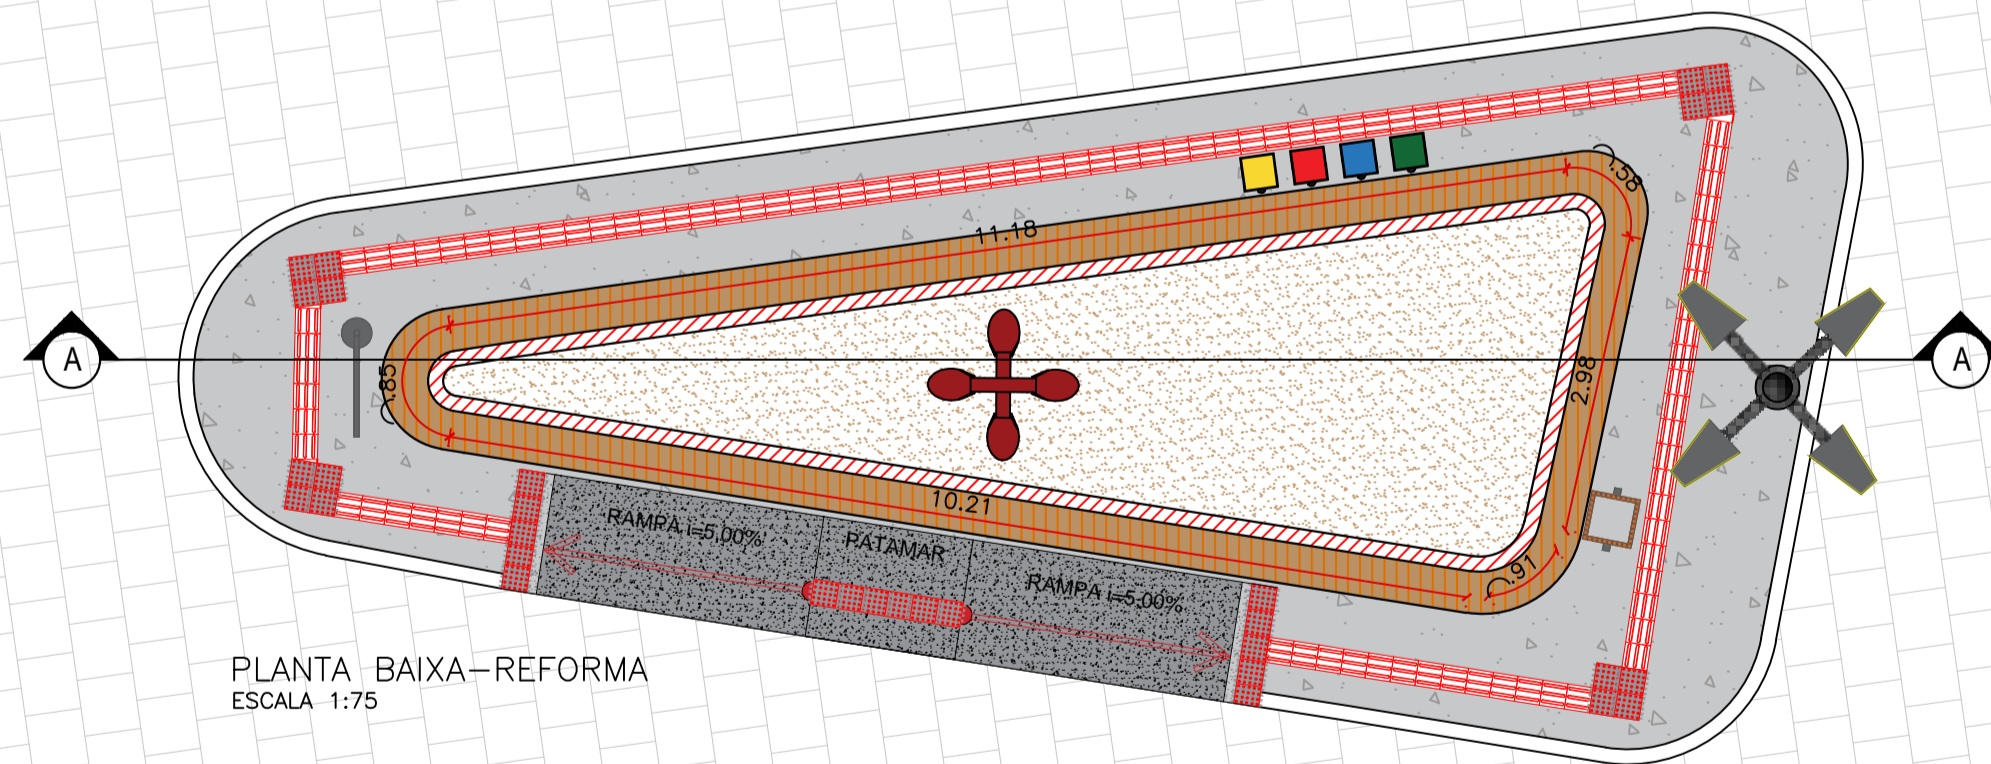 .58
11.18
A
A
.85
2.98
10.21
RAMPA i=5,00%
PATAMAR
.91
RAMPA i=5,00%
PLANTA BAIXA-REFORMA
ESCALA 1:75